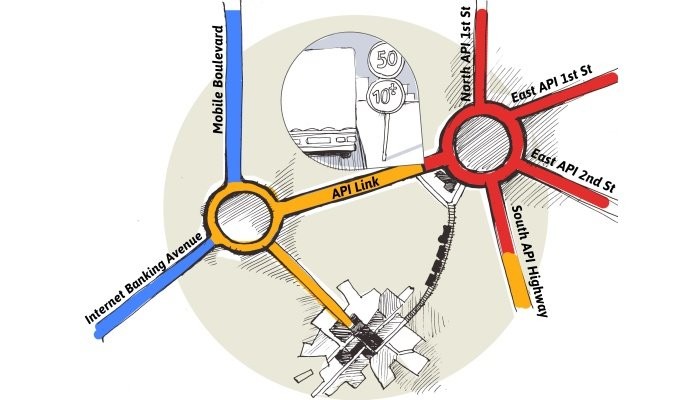 Mobile Boulevard
50
10t
North API 1st St
East API 1st St
East API 2nd St
API Link
South API Highway
Internet Banking Avenue